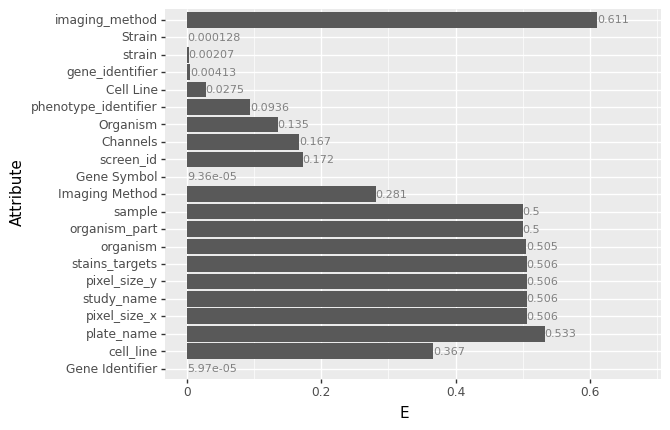 imaging_method 0.611
Strain 0.000128
strain 0.00207
gene_identifier 0.00413
Cell Line 0.0275
phenotype_identifier 0.0936
Organism 0.135
Channels 0.167
screen_id 0.172
Gene Symbol 9.36e-05
Imaging Method 0.281
sample 0.5
organism_part 0.5
organism 0.505
stains_targets 0.506
pixel_size_y 0.506
study_name 0.506
pixel_size_x 0.506
plate_name 0.533
cell_line 0.367
Gene Identifier 5.97e-05
Attribute
0 0.2 0.4 0.6
E